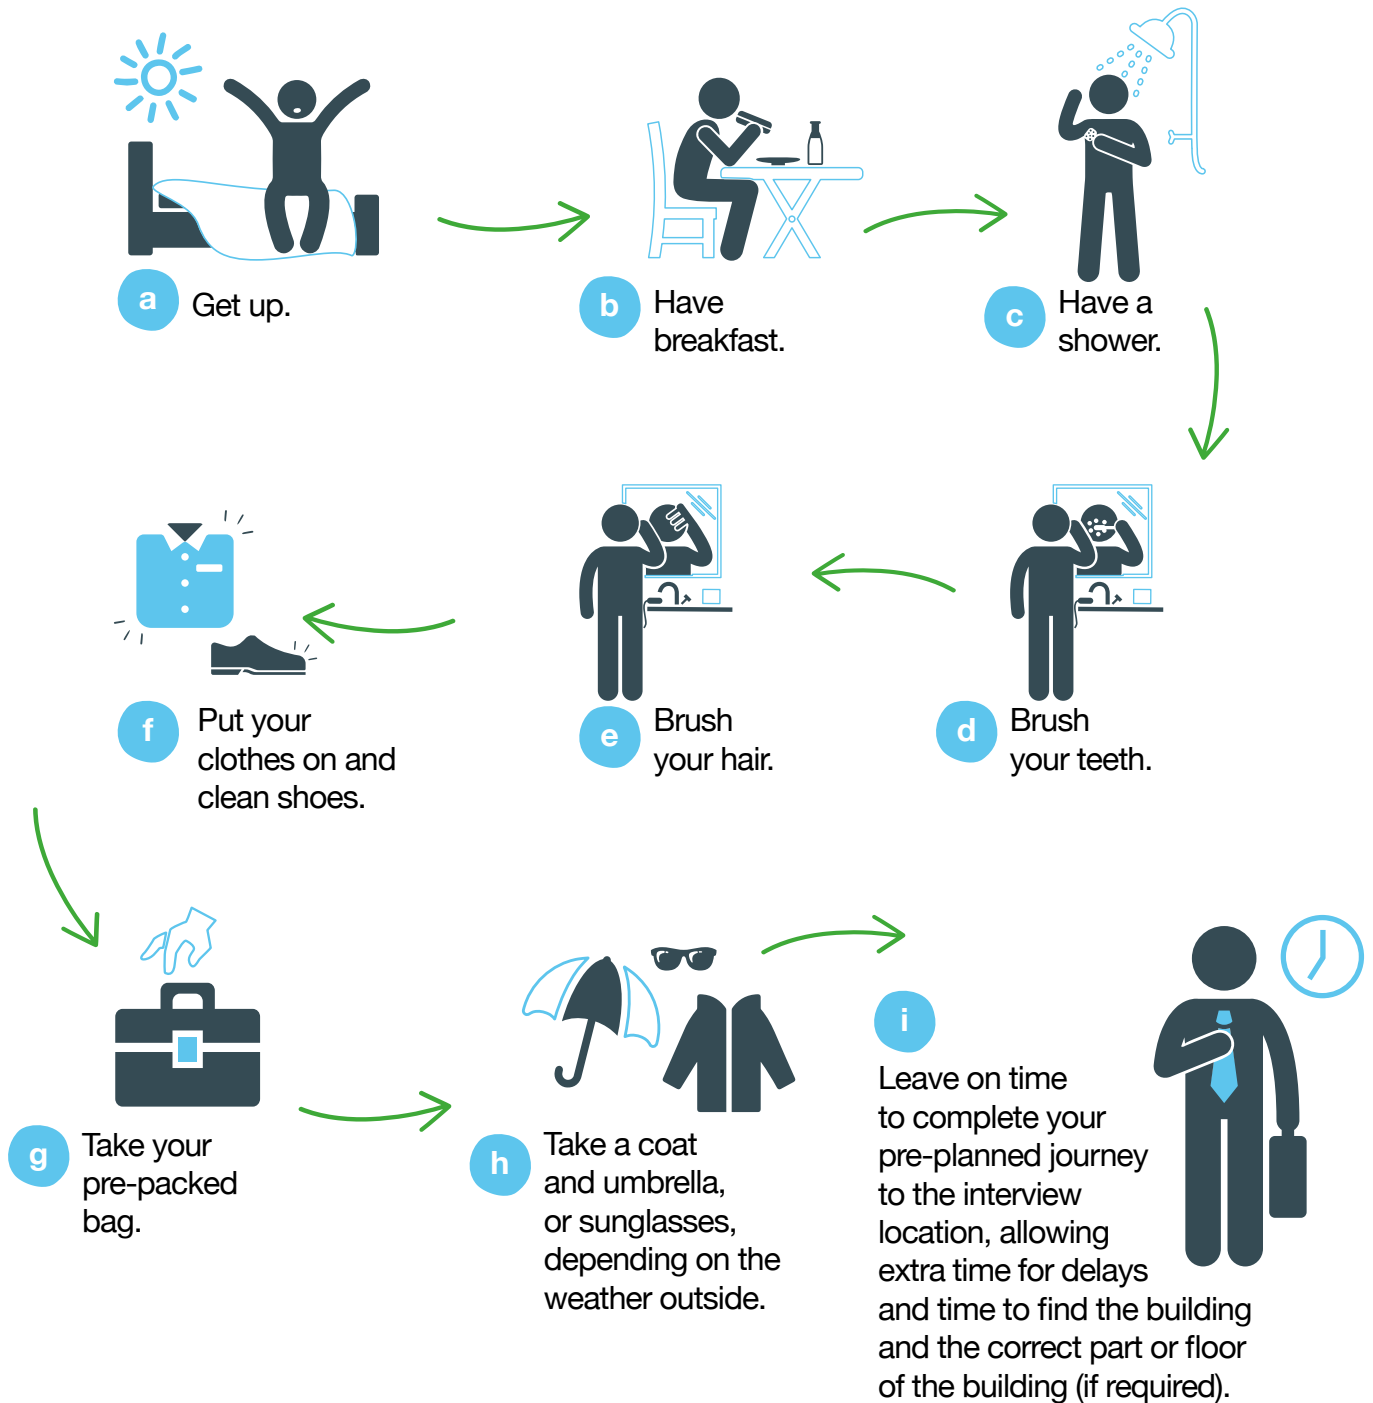 a
Get up.
b
Have
breakfast.
c
Have a
shower.
d
Brush
your teeth.
e
Brush
your hair.
f
Put your
clothes on and
clean shoes.
g
Take your
pre-packed
bag.
h
Take a coat
and umbrella,
or sunglasses,
depending on the
weather outside.
i
Leave on time
to complete your
pre-planned journey
to the interview
location, allowing
extra time for delays
and time to find the building
and the correct part or floor
of the building (if required).